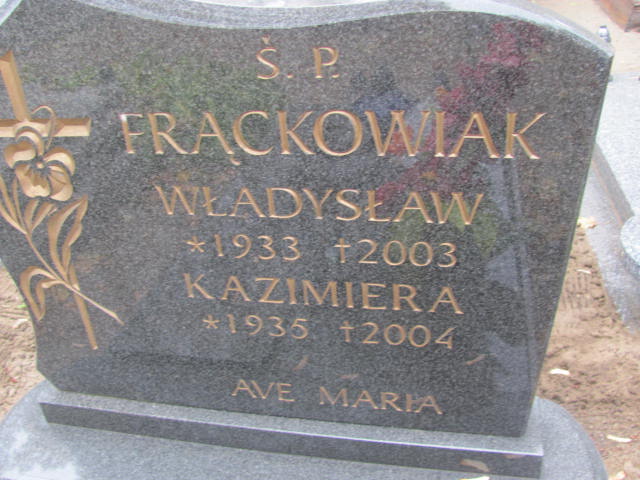 Ś. P.
FRĄCKOWIAK
WŁADYSŁAW
*1933 †2003
KAZIMIERA
*1935 †2004
AVE MARIA